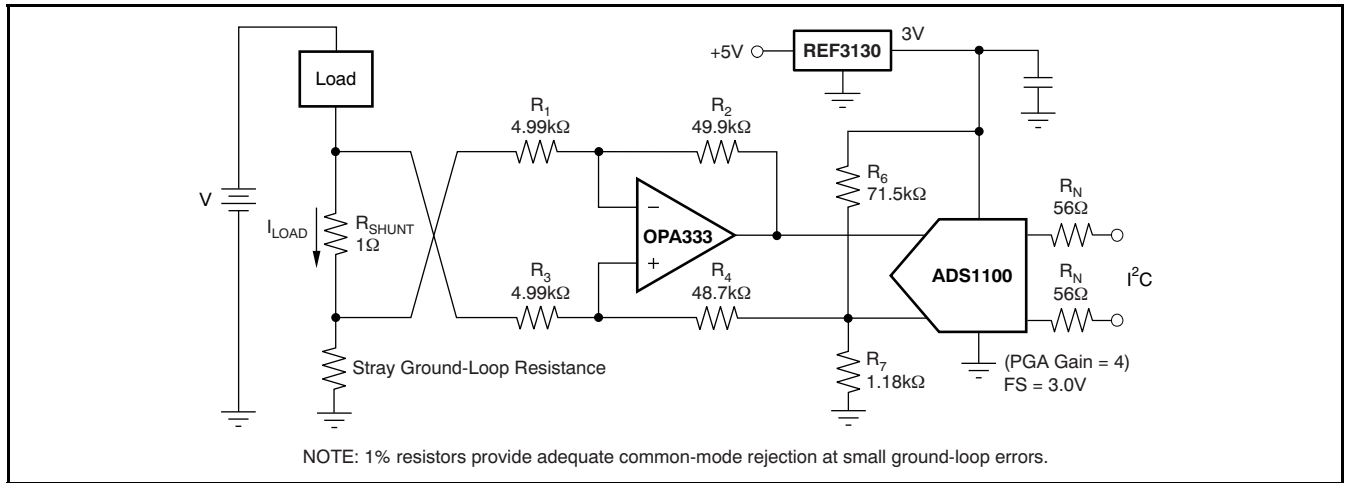 REF3130
3V
+5V
Load
R1
4.99kΩ
R2
49.9kΩ
R6
71.5kΩ
RN
56Ω
V
ILOAD
RSHUNT
1Ω
−
OPA333
+
ADS1100
RN
56Ω
I²C
R3
4.99kΩ
R4
48.7kΩ
Stray Ground-Loop Resistance
R7
1.18kΩ
(PGA Gain = 4)
FS = 3.0V
NOTE: 1% resistors provide adequate common-mode rejection at small ground-loop errors.